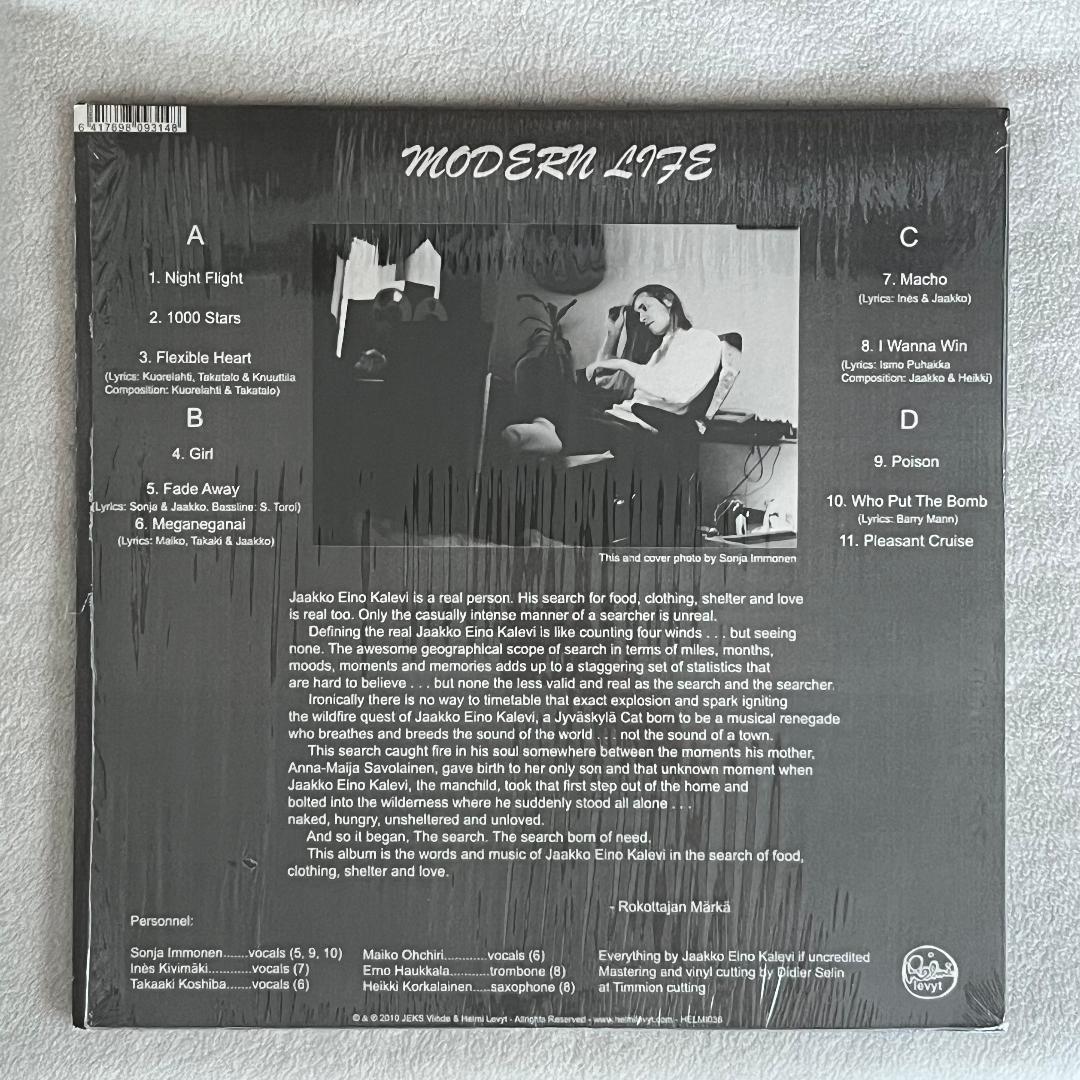 6 417698 093148
MODERN LIFE
A
1. Night Flight
2. 1000 Stars
3. Flexible Heart
(Lyrics: Kuorelahti, Takatalo & Knuuttila
Composition: Kuorelahti & Takatalo)
B
4. Girl
5. Fade Away
(Lyrics: Sonja & Jaakko, Bassline: S. Toroi)
6. Meganeganai
(Lyrics: Maiko, Takaki & Jaakko)
C
7. Macho
(Lyrics: Inès & Jaakko)
8. I Wanna Win
(Lyrics: Ismo Puhakka
Composition: Jaakko & Heikki)
D
9. Poison
10. Who Put The Bomb
(Lyrics: Barry Mann)
11. Pleasant Cruise
This and cover photo by Sonja Immonen
Jaakko Eino Kalevi is a real person. His search for food, clothing, shelter and love
is real too. Only the casually intense manner of a searcher is unreal.
Defining the real Jaakko Eino Kalevi is like counting four winds . . . but seeing
none. The awesome geographical scope of search in terms of miles, months,
moods, moments and memories adds up to a staggering set of statistics that
are hard to believe . . . but none the less valid and real as the search and the searcher.
Ironically there is no way to timetable that exact explosion and spark igniting
the wildfire quest of Jaakko Eino Kalevi, a Jyväskylä Cat born to be a musical renegade
who breathes and breeds the sound of the world . . . not the sound of a town.
This search caught fire in his soul somewhere between the moments his mother,
Anna-Maija Savolainen, gave birth to her only son and that unknown moment when
Jaakko Eino Kalevi, the manchild, took that first step out of the home and
bolted into the wilderness where he suddenly stood all alone . . .
naked, hungry, unsheltered and unloved.
And so it began, The search. The search born of need.
This album is the words and music of Jaakko Eino Kalevi in the search of food,
clothing, shelter and love.
- Rokottajan Märkä
Personnel:
Sonja Immonen.......vocals (5, 9, 10)
Inès Kivimäki..........vocals (7)
Takaaki Koshiba......vocals (6)
Maiko Ohchiri............vocals (6)
Erno Haukkala...........trombone (8)
Heikki Korkalainen.....saxophone (8)
Everything by Jaakko Eino Kalevi if uncredited
Mastering and vinyl cutting by Didier Selin
at Timmion cutting
Helmi
levyt
© & ℗ 2010 JEKS Viihde & Helmi Levyt - Allrights Reserved - www.helmilevyt.com - HELMI036